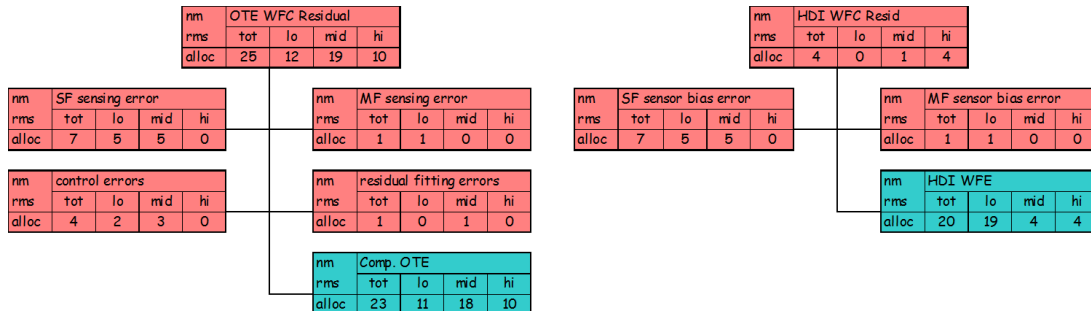 nm OTE WFC Residual
rms tot lo mid hi
alloc 25 12 19 10
nm HDI WFC Resid
rms tot lo mid hi
alloc 4 0 1 4
nm SF sensing error
rms tot lo mid hi
alloc 7 5 5 0
nm MF sensing error
rms tot lo mid hi
alloc 1 1 0 0
nm SF sensor bias error
rms tot lo mid hi
alloc 7 5 5 0
nm MF sensor bias error
rms tot lo mid hi
alloc 1 1 0 0
nm control errors
rms tot lo mid hi
alloc 4 2 3 0
nm residual fitting errors
rms tot lo mid hi
alloc 1 0 1 0
nm HDI WFE
rms tot lo mid hi
alloc 20 19 4 4
nm Comp. OTE
rms tot lo mid hi
alloc 23 11 18 10